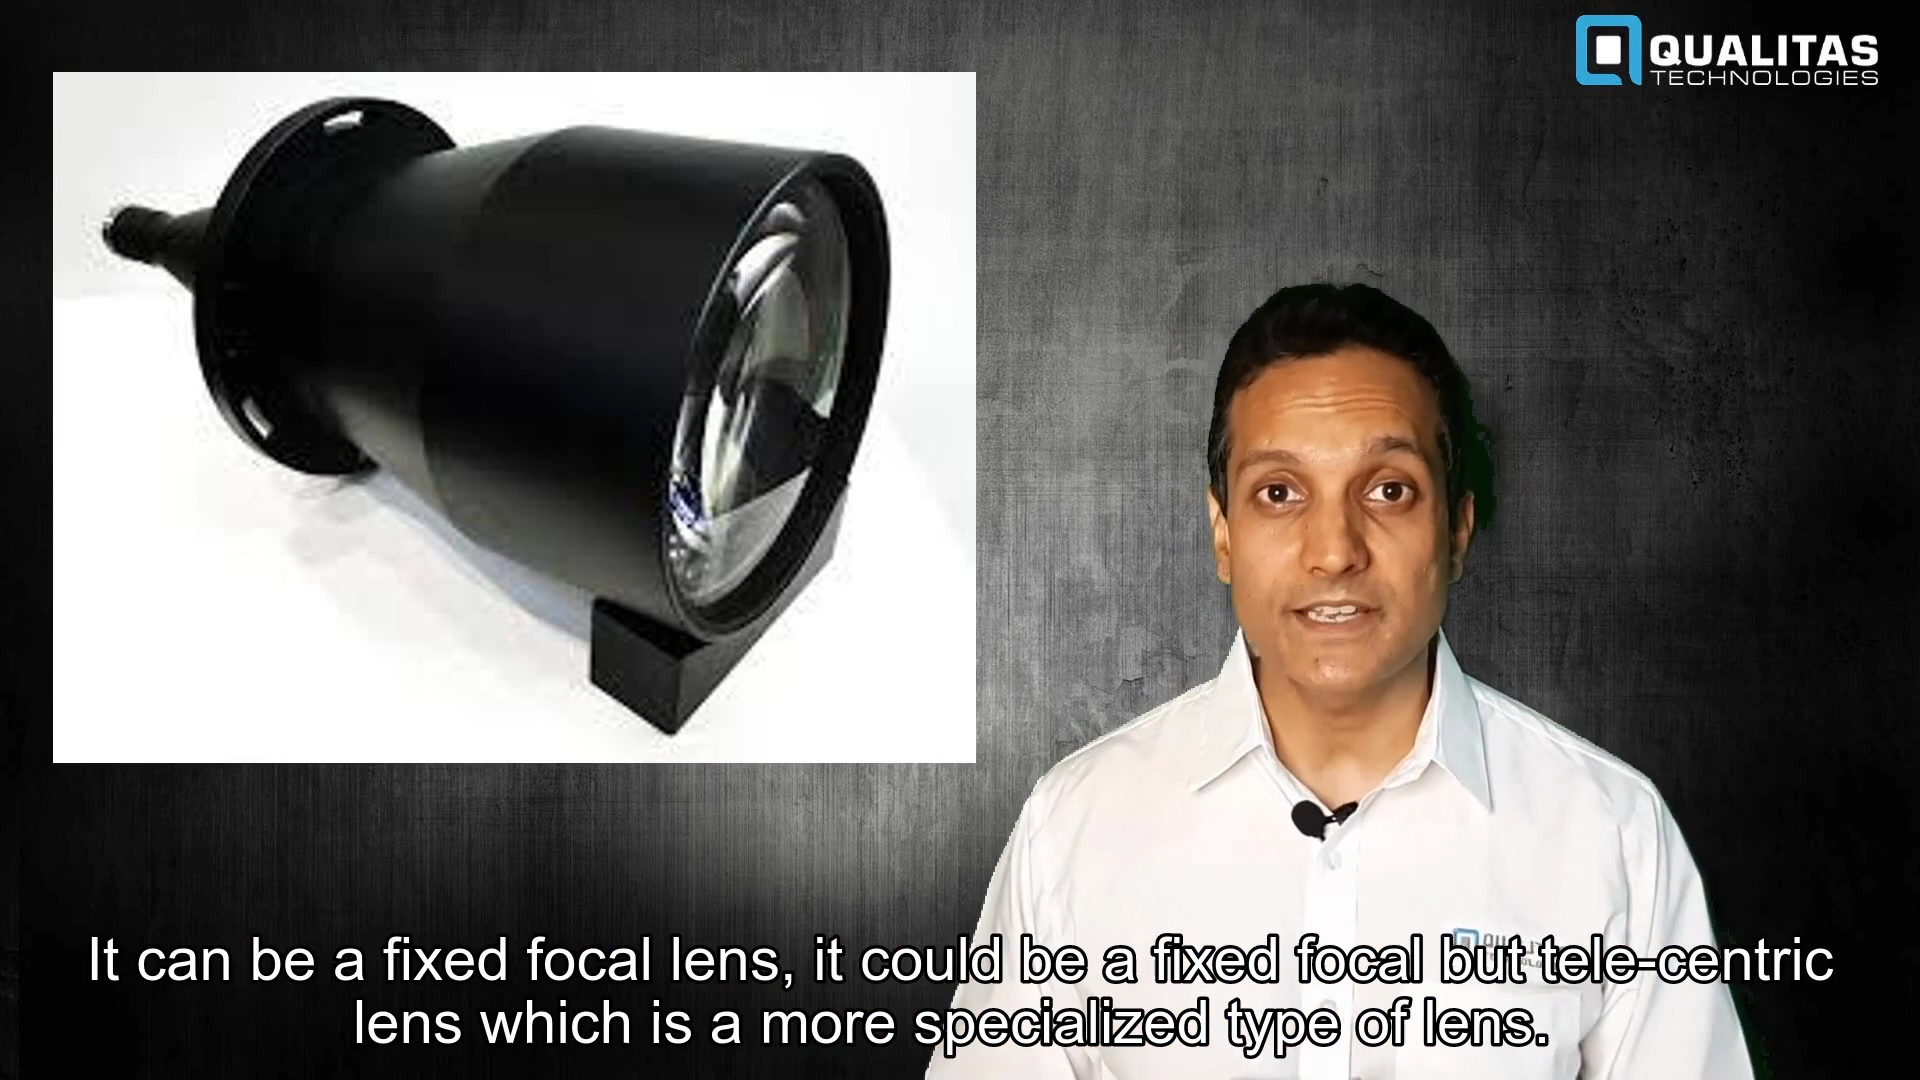 QUALITAS
TECHNOLOGIES
It can be a fixed focal lens, it could be a fixed focal but tele-centric
lens which is a more specialized type of lens.